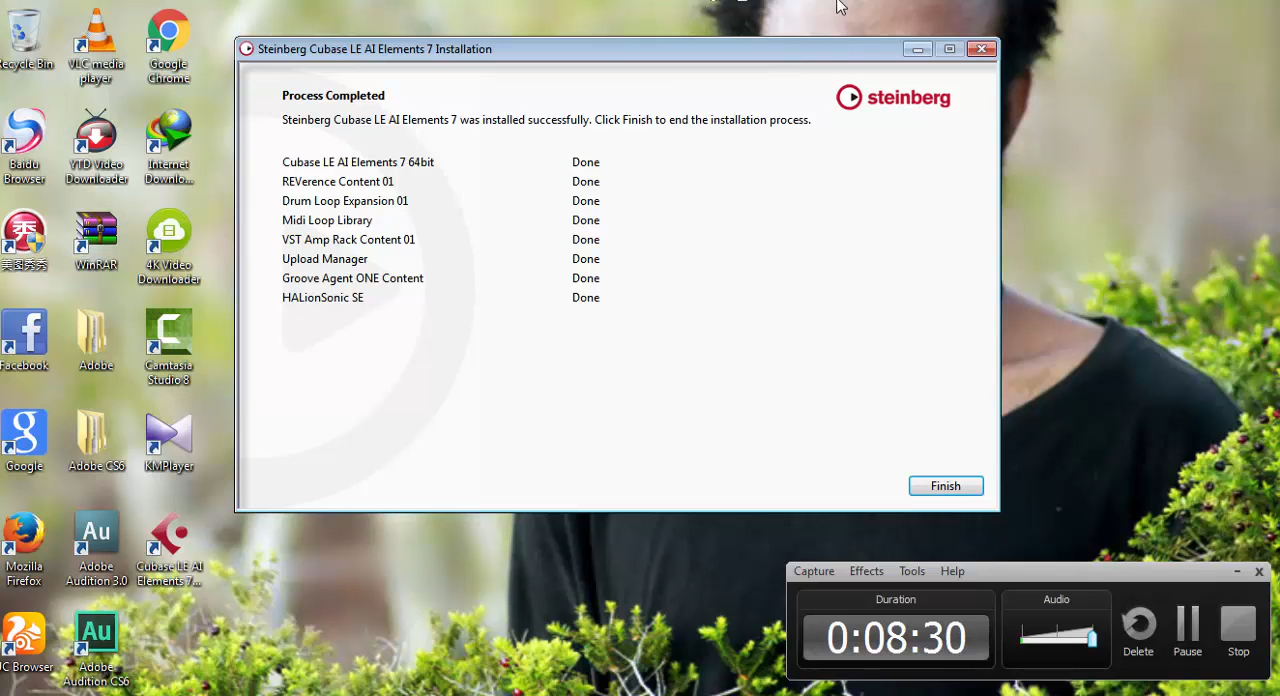 Recycle Bin
VLC media
player
Google
Chrome
Baidu
Browser
YTD Video
Downloader
Internet
Downlo...
美图秀秀
WinRAR
4K Video
Downloader
Facebook
Adobe
Camtasia
Studio 8
Google
Adobe CS6
KMPlayer
Mozilla
Firefox
Adobe
Audition 3.0
Cubase LE AI
Elements 7...
UC Browser
Adobe
Audition CS6
Steinberg Cubase LE AI Elements 7 Installation
Process Completed
steinberg
Steinberg Cubase LE AI Elements 7 was installed successfully. Click Finish to end the installation process.
Cubase LE AI Elements 7 64bit Done
REVerence Content 01 Done
Drum Loop Expansion 01 Done
Midi Loop Library Done
VST Amp Rack Content 01 Done
Upload Manager Done
Groove Agent ONE Content Done
HALionSonic SE Done
Finish
Capture Effects Tools Help
Duration Audio
0:08:30
Delete Pause Stop